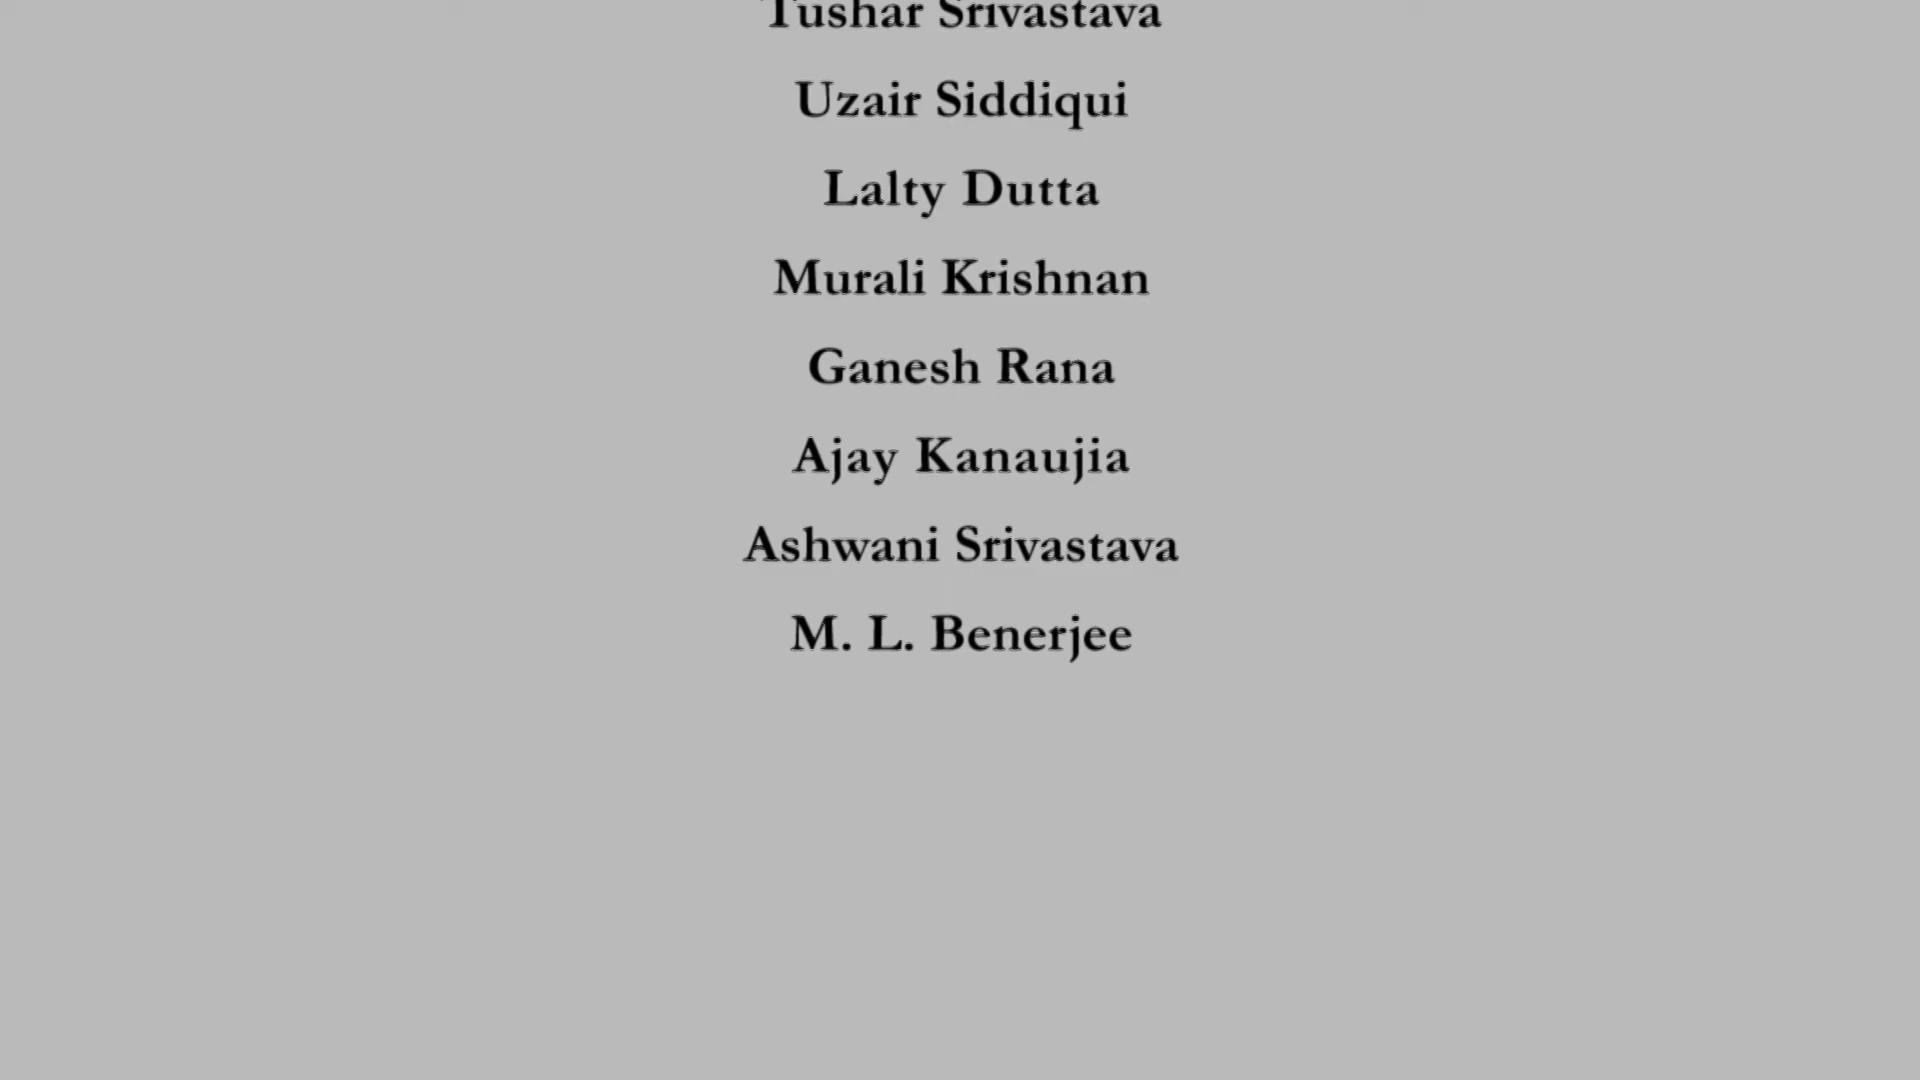 Tushar Srivastava
Uzair Siddiqui
Lalty Dutta
Murali Krishnan
Ganesh Rana
Ajay Kanaujia
Ashwani Srivastava
M. L. Benerjee